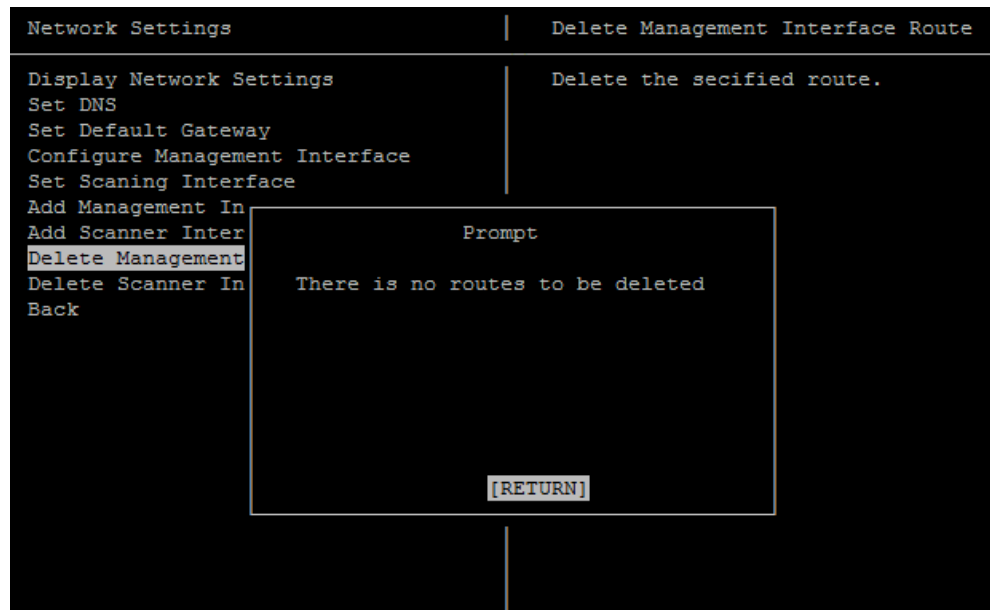 Network Settings
Delete Management Interface Route
Display Network Settings
Set DNS
Set Default Gateway
Configure Management Interface
Set Scaning Interface
Add Management In
Add Scanner Inter
Delete Management
Delete Scanner In
Back
Delete the secified route.
Prompt
There is no routes to be deleted
[RETURN]